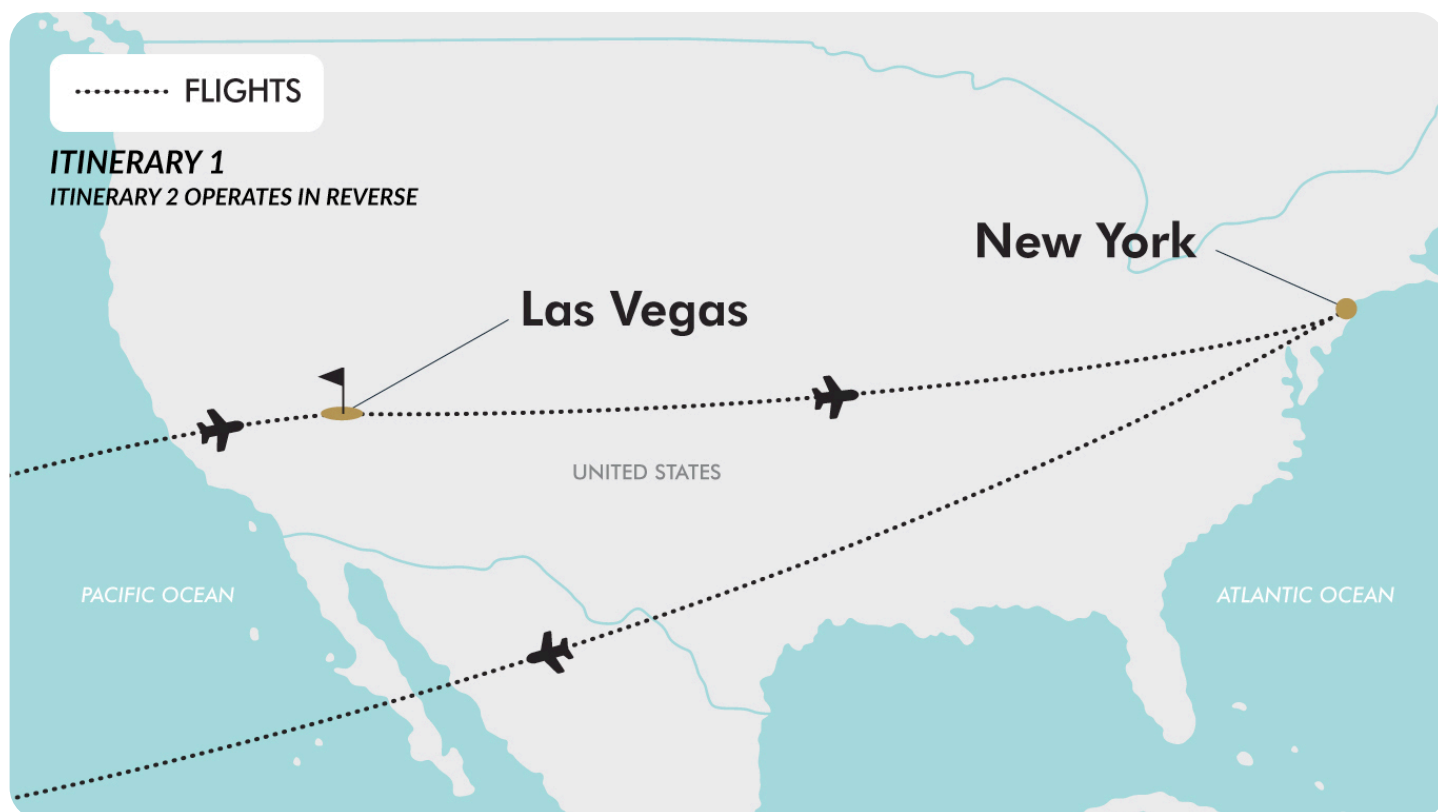 FLIGHTS
ITINERARY 1
ITINERARY 2 OPERATES IN REVERSE
New York
Las Vegas
UNITED STATES
PACIFIC OCEAN
ATLANTIC OCEAN